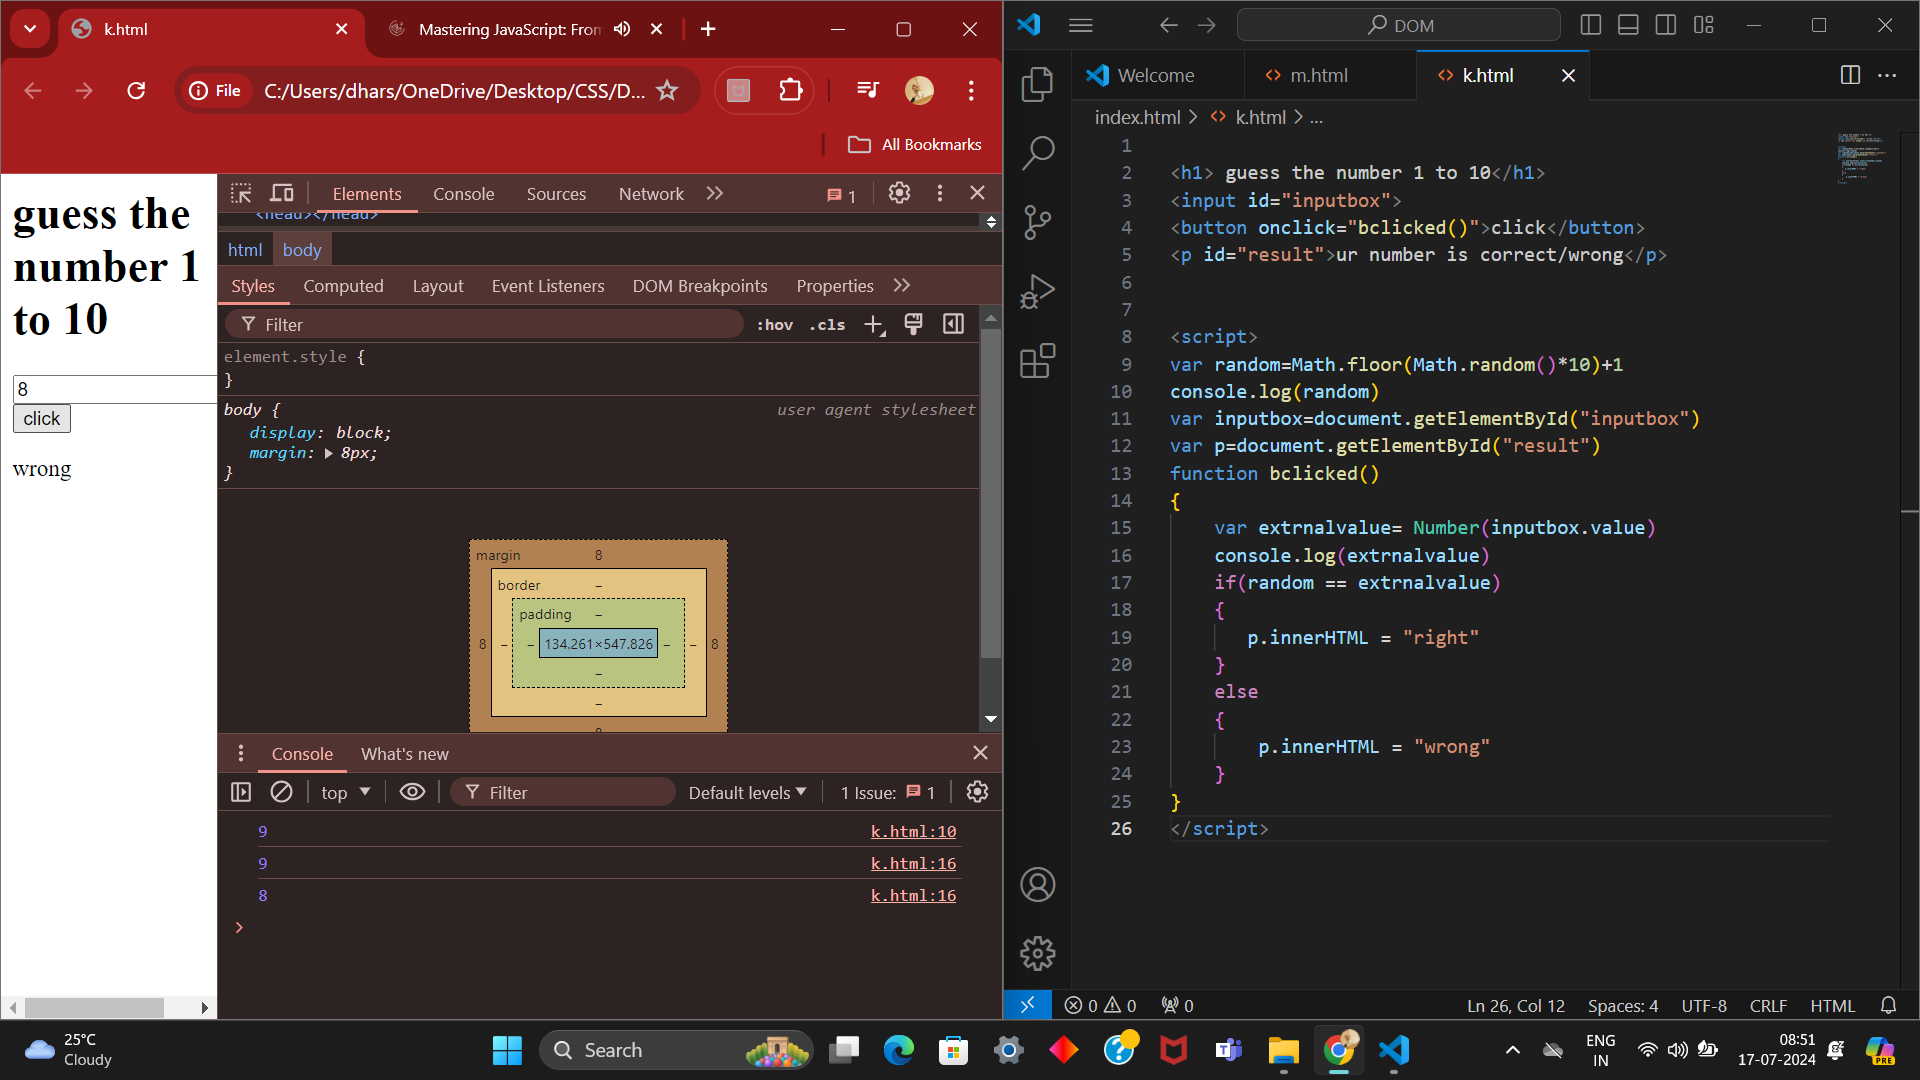 k.html
Mastering JavaScript: From
File
C:/Users/dhars/OneDrive/Desktop/CSS/D...
All Bookmarks
guess the
number 1
to 10
8
click
wrong
Elements Console Sources Network 1
<head></head>
html body
Styles Computed Layout Event Listeners DOM Breakpoints Properties
Filter
:hov .cls
element.style {
}
body { user agent stylesheet
display: block;
margin: 8px;
}
margin 8
border –
padding –
8 – – 134.261×547.826 – – 8
–
–
8
Console What's new
top Filter Default levels 1 Issue: 1
9 k.html:10
9 k.html:16
8 k.html:16
DOM
Welcome m.html k.html
index.html > k.html > ...
1
2 <h1> guess the number 1 to 10</h1>
3 <input id="inputbox">
4 <button onclick="bclicked()">click</button>
5 <p id="result">ur number is correct/wrong</p>
6
7
8 <script>
9 var random=Math.floor(Math.random()*10)+1
10 console.log(random)
11 var inputbox=document.getElementById("inputbox")
12 var p=document.getElementById("result")
13 function bclicked()
14 {
15 var extrnalvalue= Number(inputbox.value)
16 console.log(extrnalvalue)
17 if(random == extrnalvalue)
18 {
19 p.innerHTML = "right"
20 }
21 else
22 {
23 p.innerHTML = "wrong"
24 }
25 }
26 </script>
0 0 0
Ln 26, Col 12 Spaces: 4 UTF-8 CRLF HTML
25°C
Cloudy
Search
ENG
IN
08:51
17-07-2024
PRE